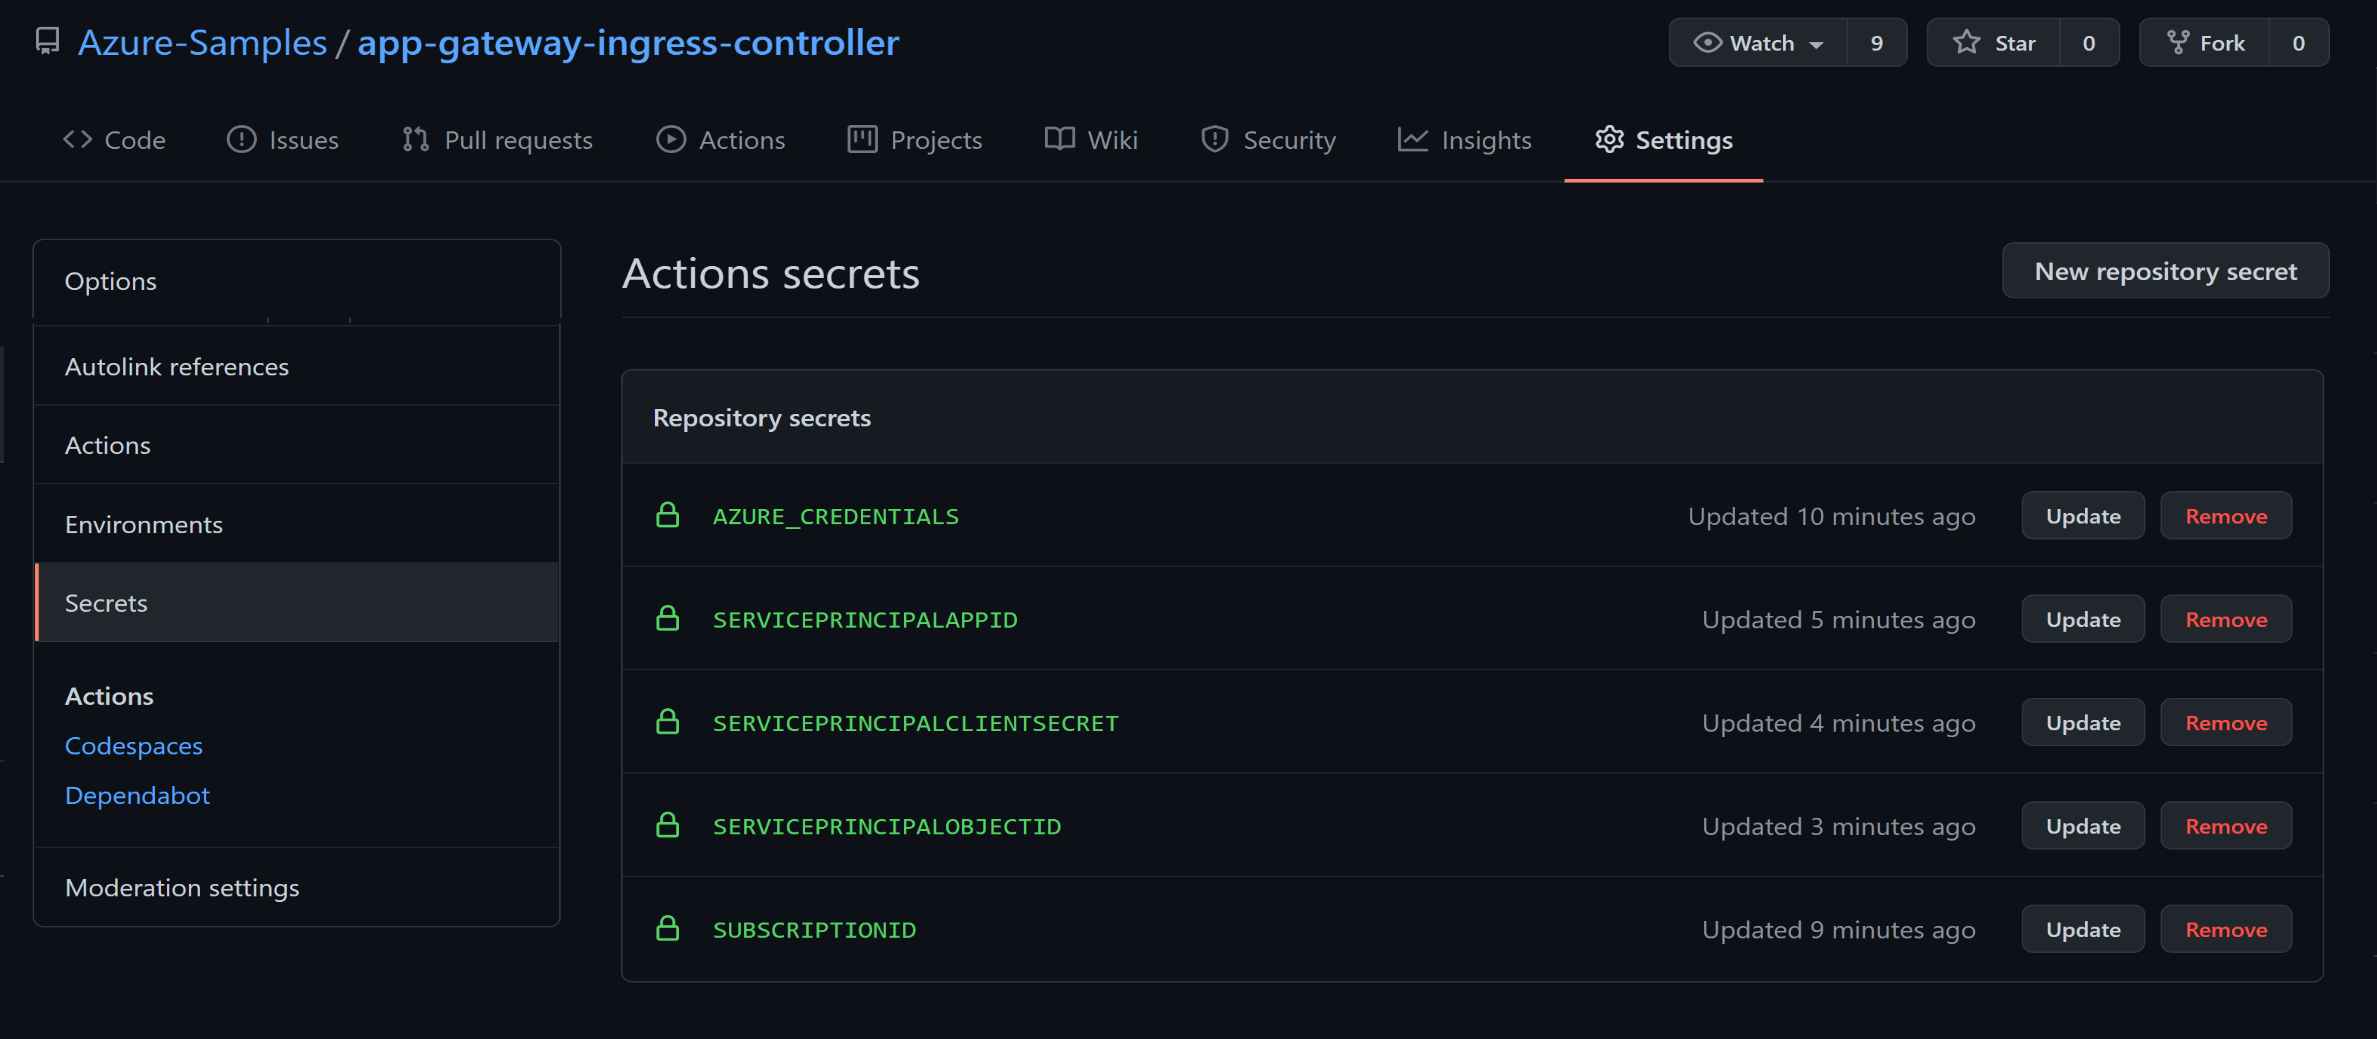 Azure-Samples / app-gateway-ingress-controller
Watch 9 Star 0 Fork 0
Code Issues Pull requests Actions Projects Wiki Security Insights Settings
Options
Autolink references
Actions
Environments
Secrets
Actions
Codespaces
Dependabot
Moderation settings
Actions secrets
New repository secret
Repository secrets
AZURE_CREDENTIALS Updated 10 minutes ago Update Remove
SERVICEPRINCIPALAPPID Updated 5 minutes ago Update Remove
SERVICEPRINCIPALCLIENTSECRET Updated 4 minutes ago Update Remove
SERVICEPRINCIPALOBJECTID Updated 3 minutes ago Update Remove
SUBSCRIPTIONID Updated 9 minutes ago Update Remove